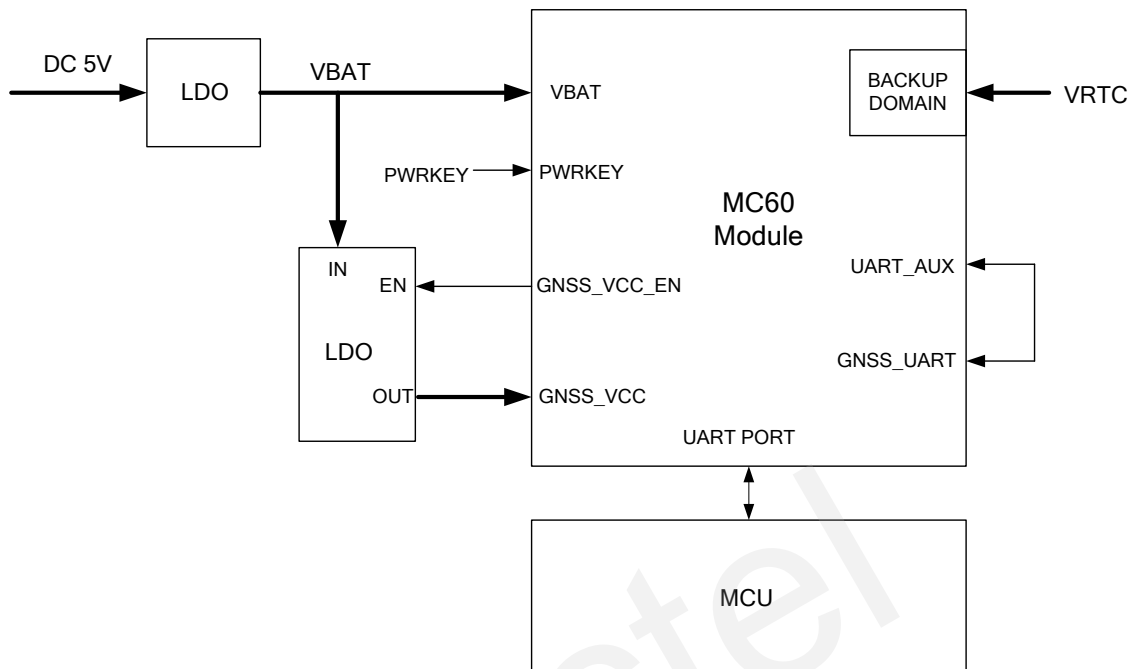 DC 5V
LDO
VBAT
VBAT
BACKUP
DOMAIN
VRTC
PWRKEY
PWRKEY
MC60
Module
IN
EN
GNSS_VCC_EN
UART_AUX
LDO
GNSS_UART
OUT
GNSS_VCC
UART PORT
MCU